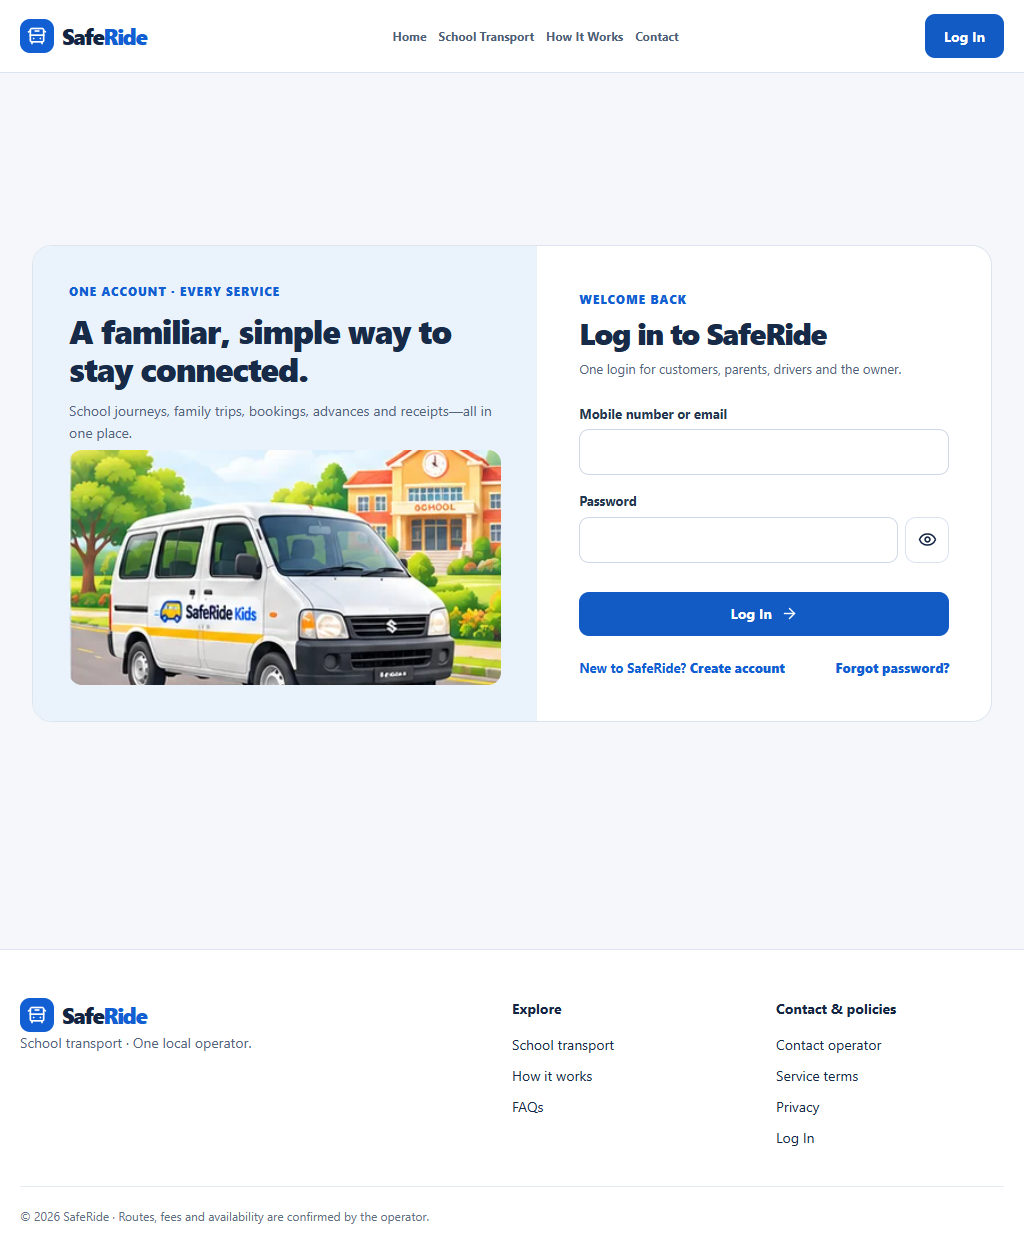 SafeRide
Home School Transport How It Works Contact
Log In
ONE ACCOUNT · EVERY SERVICE
A familiar, simple way to
stay connected.
School journeys, family trips, bookings, advances and receipts—all in
one place.
SCHOOL
SafeRide Kids
WELCOME BACK
Log in to SafeRide
One login for customers, parents, drivers and the owner.
Mobile number or email
Password
Log In
New to SafeRide? Create account
Forgot password?
SafeRide
School transport · One local operator.
Explore
School transport
How it works
FAQs
Contact & policies
Contact operator
Service terms
Privacy
Log In
© 2026 SafeRide · Routes, fees and availability are confirmed by the operator.